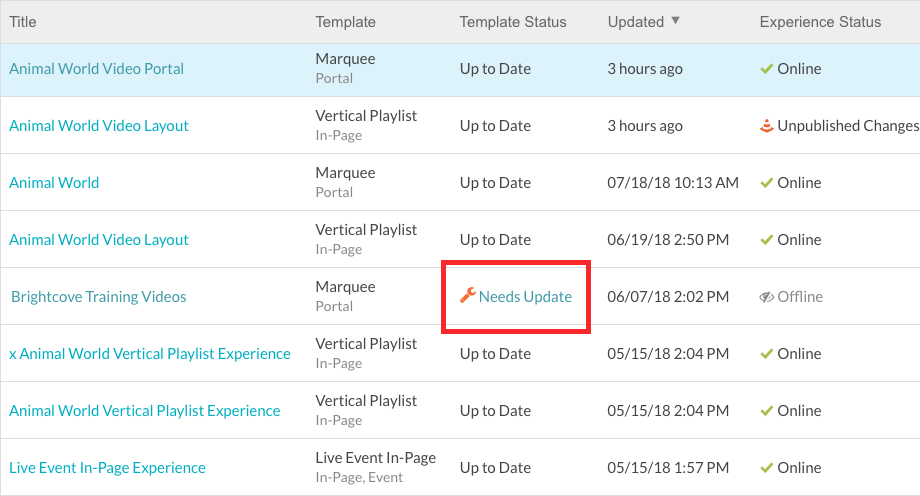 Title Template Template Status Updated ▼ Experience Status
Animal World Video Portal Marquee Up to Date 3 hours ago Online
Portal
Animal World Video Layout Vertical Playlist Up to Date 3 hours ago Unpublished Changes
In-Page
Animal World Marquee Up to Date 07/18/18 10:13 AM Online
Portal
Animal World Video Layout Vertical Playlist Up to Date 06/19/18 2:50 PM Online
In-Page
Brightcove Training Videos Marquee Needs Update 06/07/18 2:02 PM Offline
Portal
x Animal World Vertical Playlist Experience Vertical Playlist Up to Date 05/15/18 2:04 PM Online
In-Page
Animal World Vertical Playlist Experience Vertical Playlist Up to Date 05/15/18 2:04 PM Online
In-Page
Live Event In-Page Experience Live Event In-Page Up to Date 05/15/18 1:57 PM Online
In-Page, Event